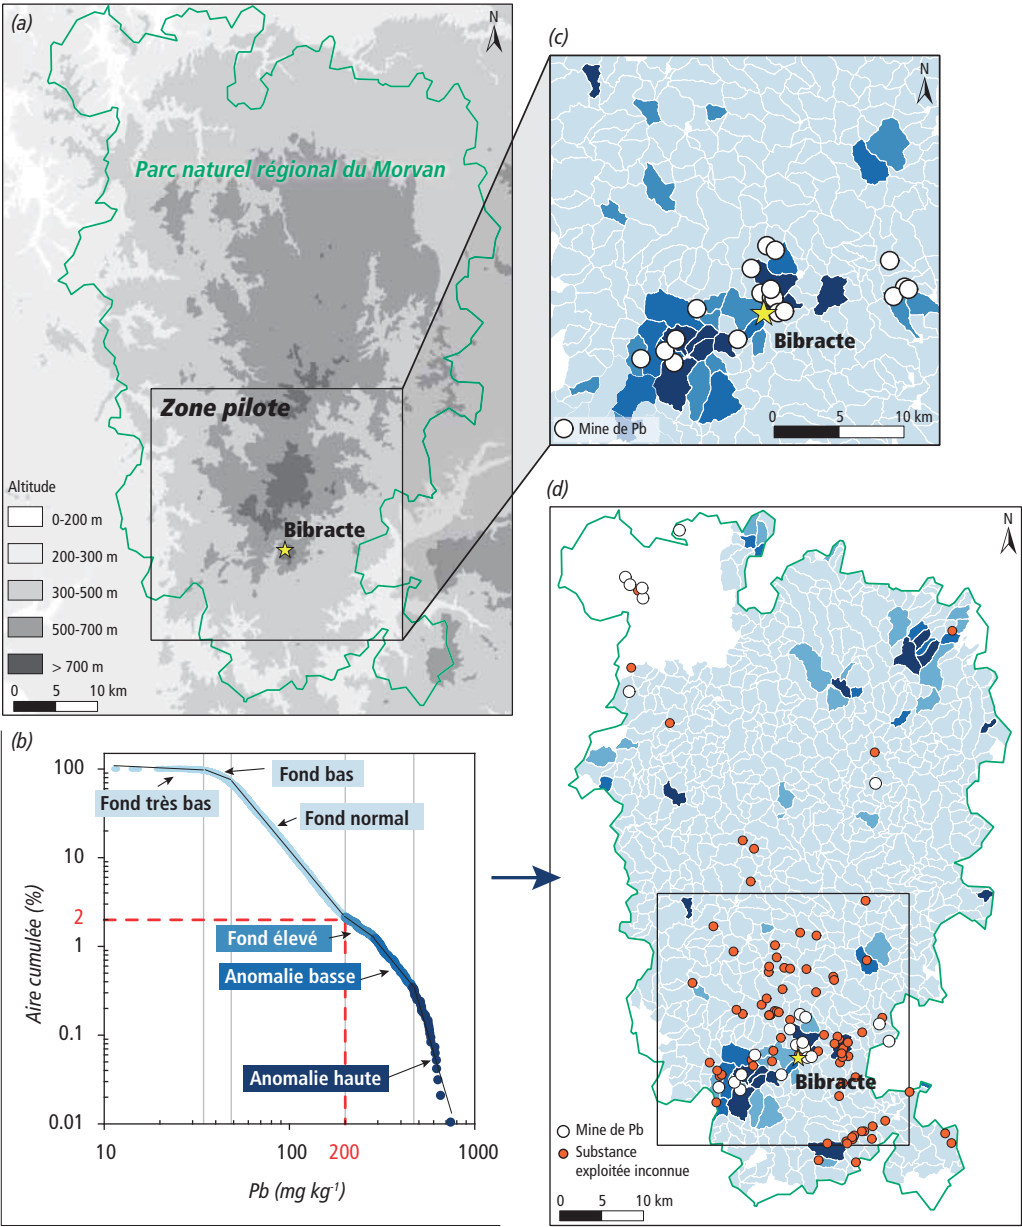 (a)
N
Parc naturel régional du Morvan
Zone pilote
Bibracte
Altitude
0-200 m
200-300 m
300-500 m
500-700 m
> 700 m
0 5 10 km
(c)
N
Bibracte
0 5 10 km
Mine de Pb
(b)
Aire cumulée (%)
100
10
2
1
0.1
0.01
Fond bas
Fond très bas
Fond normal
Fond élevé
Anomalie basse
Anomalie haute
10 100 200 1000
Pb (mg kg-1)
(d)
N
Bibracte
Mine de Pb
Substance
exploitée inconnue
0 5 10 km